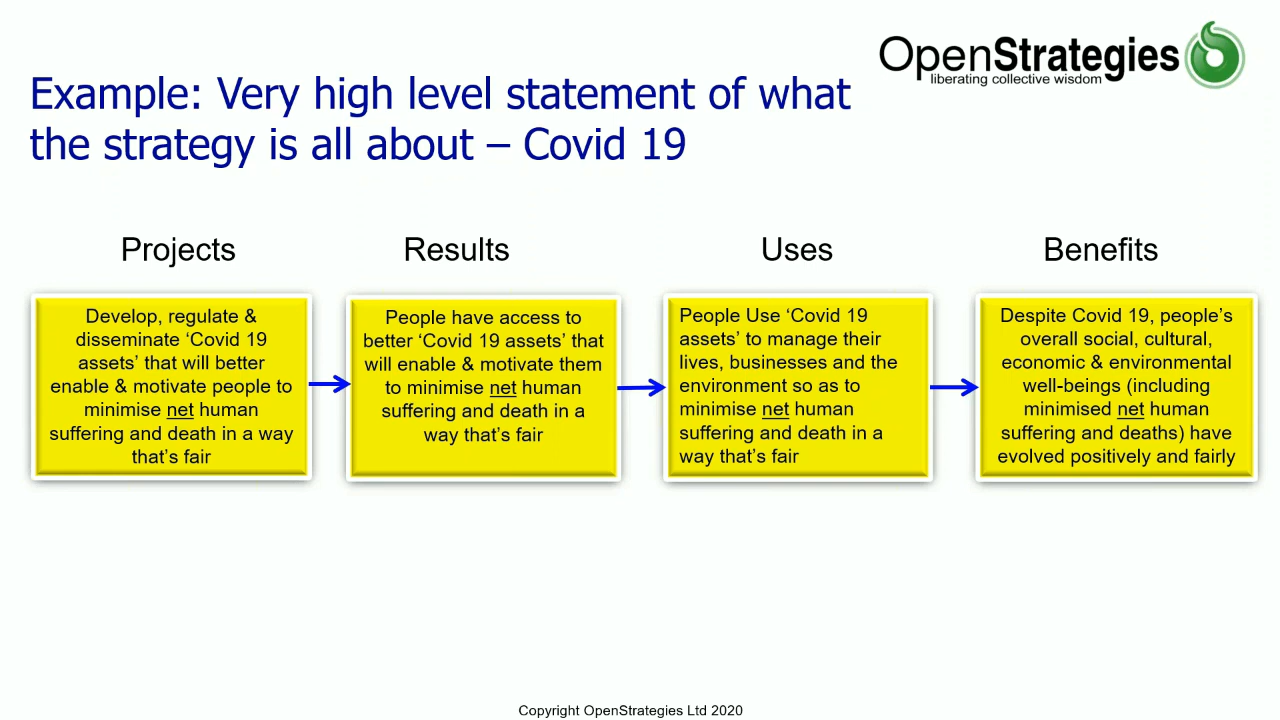 OpenStrategies
liberating collective wisdom
Example: Very high level statement of what
the strategy is all about – Covid 19
Projects
Results
Uses
Benefits
Develop, regulate &
disseminate ‘Covid 19
assets’ that will better
enable & motivate people to
minimise net human
suffering and death in a way
that’s fair
People have access to
better ‘Covid 19 assets’ that
will enable & motivate them
to minimise net human
suffering and death in a
way that’s fair
People Use ‘Covid 19
assets’ to manage their
lives, businesses and the
environment so as to
minimise net human
suffering and death in a
way that’s fair
Despite Covid 19, people’s
overall social, cultural,
economic & environmental
well-beings (including
minimised net human
suffering and deaths) have
evolved positively and fairly
Copyright OpenStrategies Ltd 2020